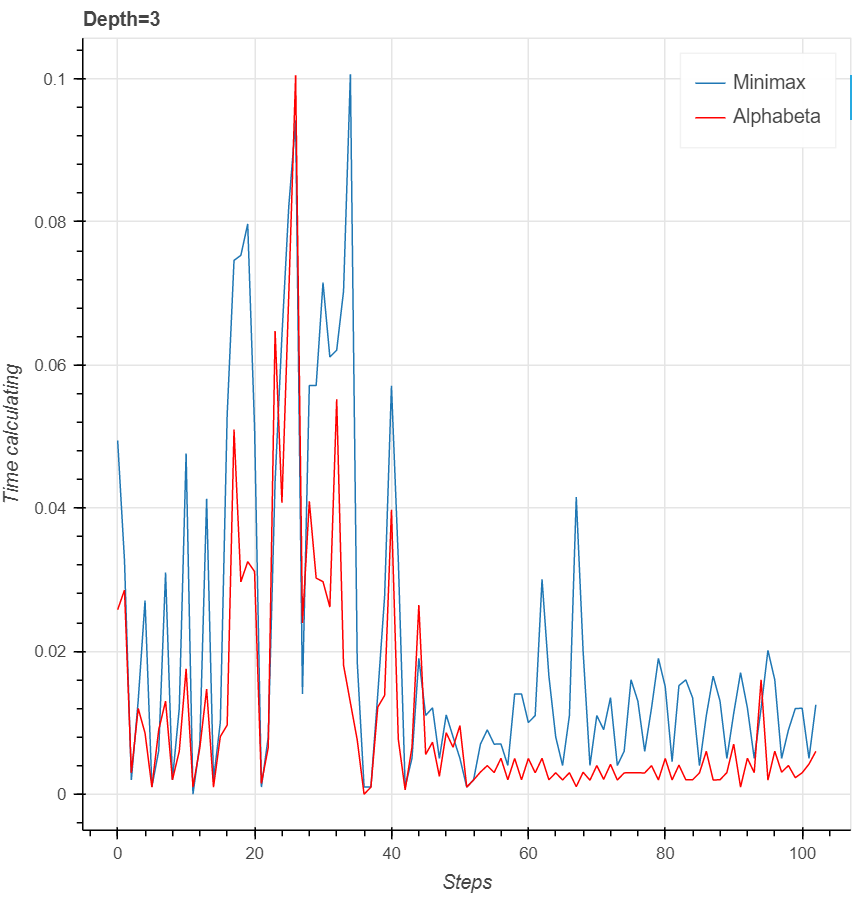 Depth=3
Minimax
Alphabeta
0.1
0.08
0.06
0.04
0.02
0
Time calculating
0 20 40 60 80 100
Steps